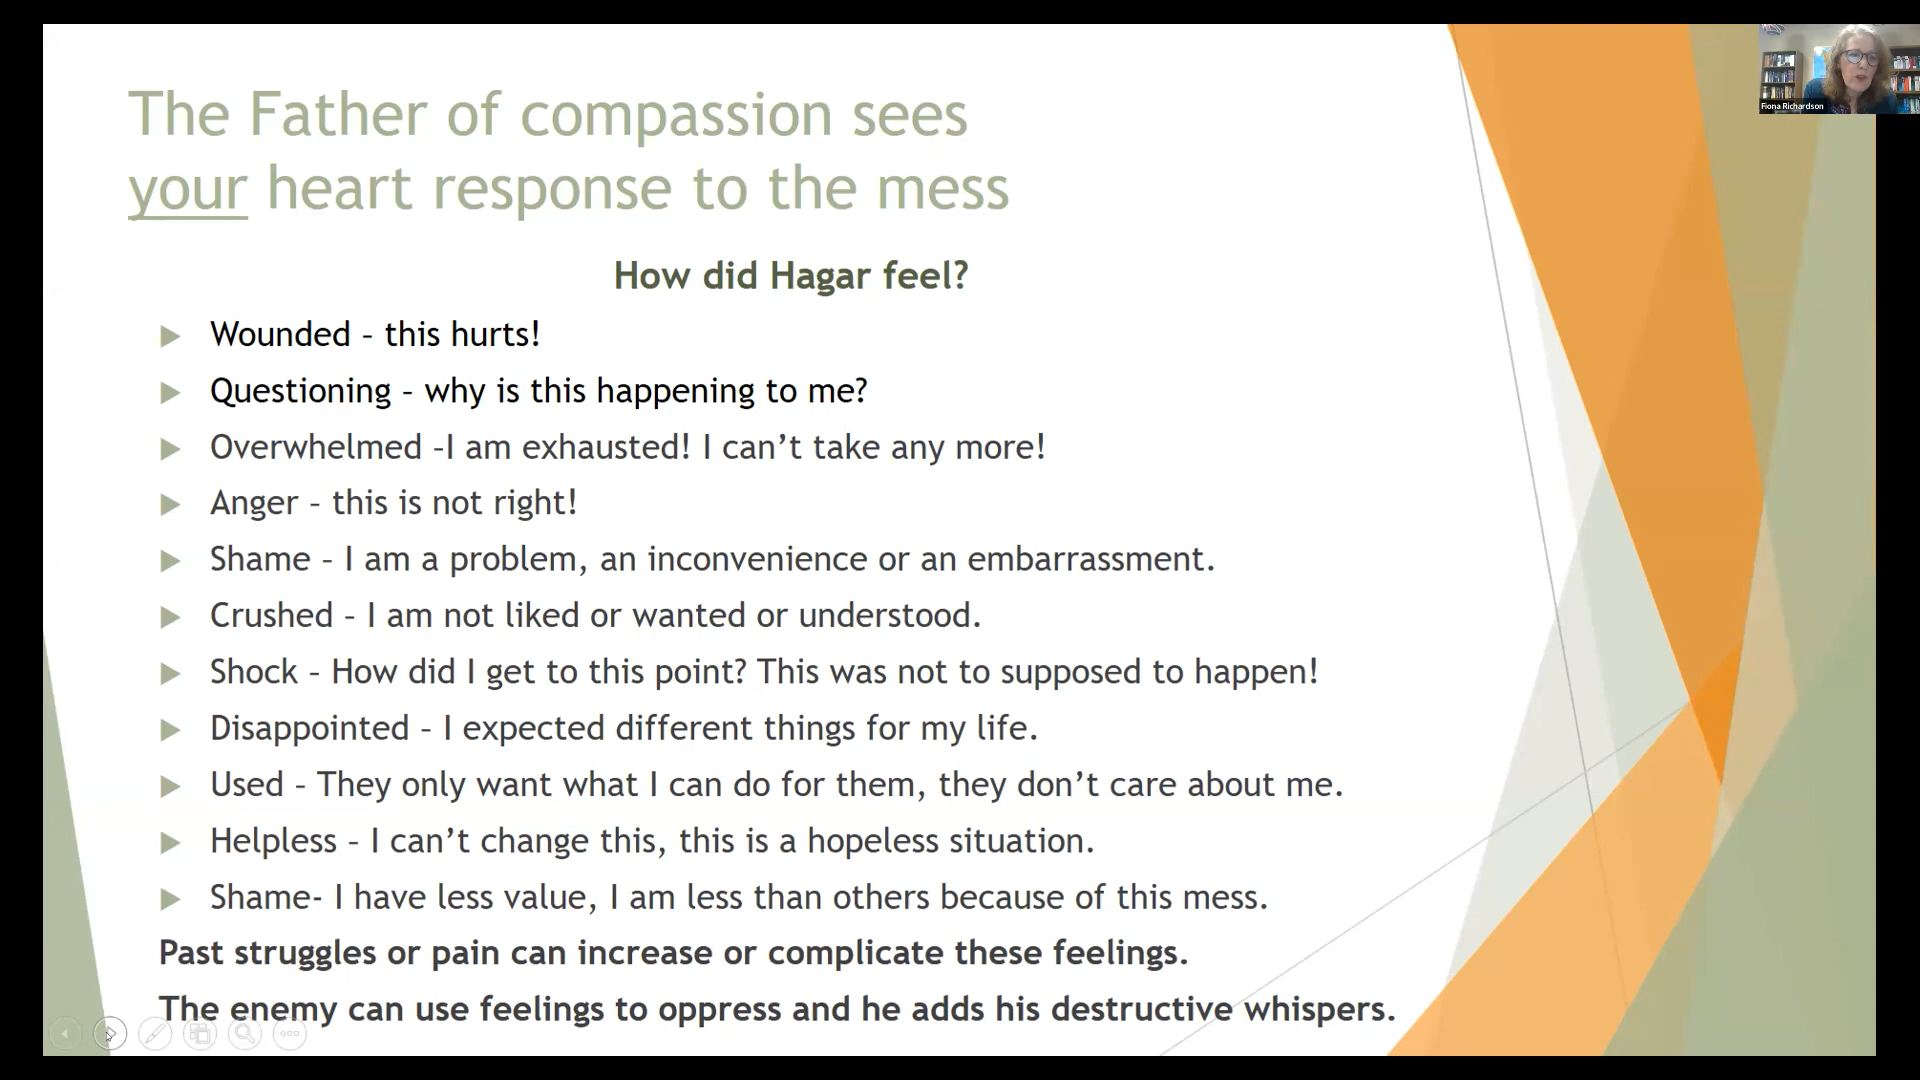 The Father of compassion sees
your heart response to the mess
Fiona Richardson
How did Hagar feel?
Wounded – this hurts!
Questioning – why is this happening to me?
Overwhelmed –I am exhausted! I can’t take any more!
Anger – this is not right!
Shame – I am a problem, an inconvenience or an embarrassment.
Crushed – I am not liked or wanted or understood.
Shock – How did I get to this point? This was not to supposed to happen!
Disappointed – I expected different things for my life.
Used – They only want what I can do for them, they don’t care about me.
Helpless – I can’t change this, this is a hopeless situation.
Shame- I have less value, I am less than others because of this mess.
Past struggles or pain can increase or complicate these feelings.
The enemy can use feelings to oppress and he adds his destructive whispers.